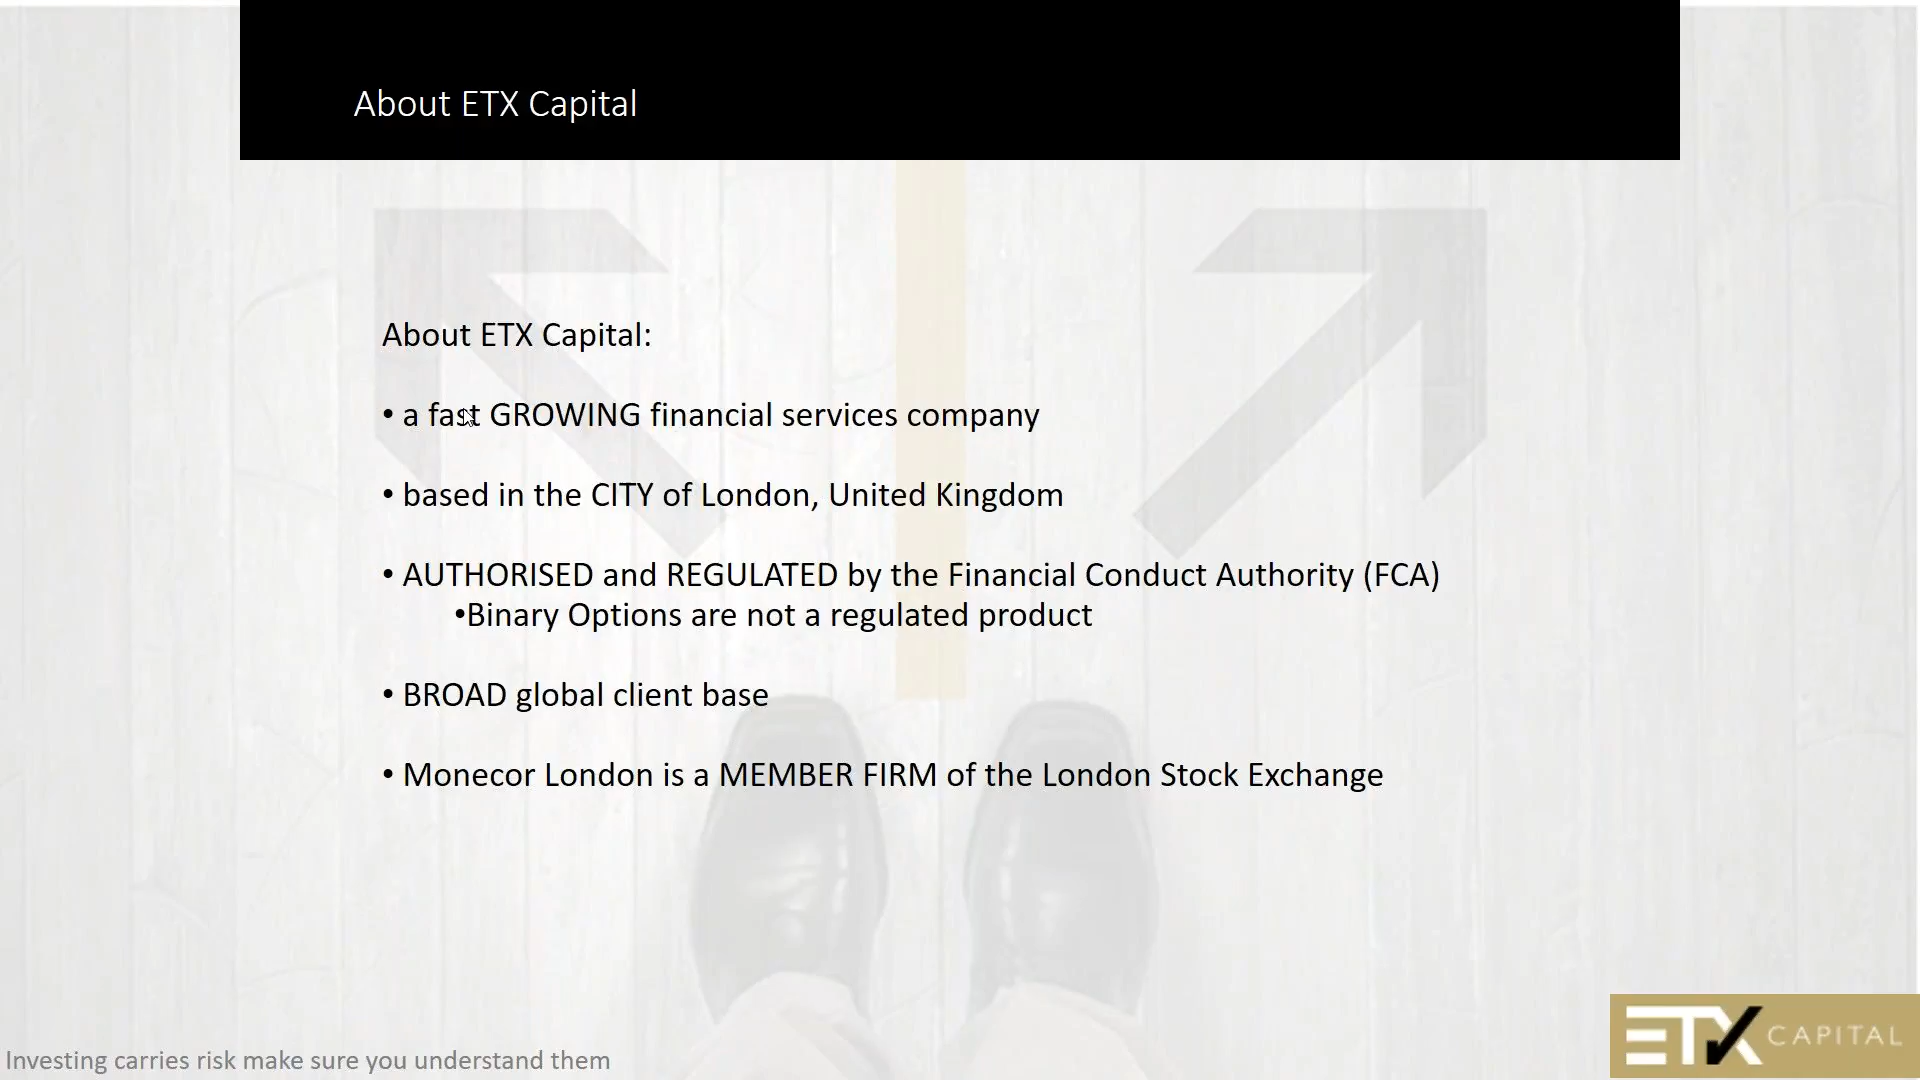 About ETX Capital
About ETX Capital:
• a fast GROWING financial services company
• based in the CITY of London, United Kingdom
• AUTHORISED and REGULATED by the Financial Conduct Authority (FCA)
•Binary Options are not a regulated product
• BROAD global client base
• Monecor London is a MEMBER FIRM of the London Stock Exchange
ETX CAPITAL
Investing carries risk make sure you understand them